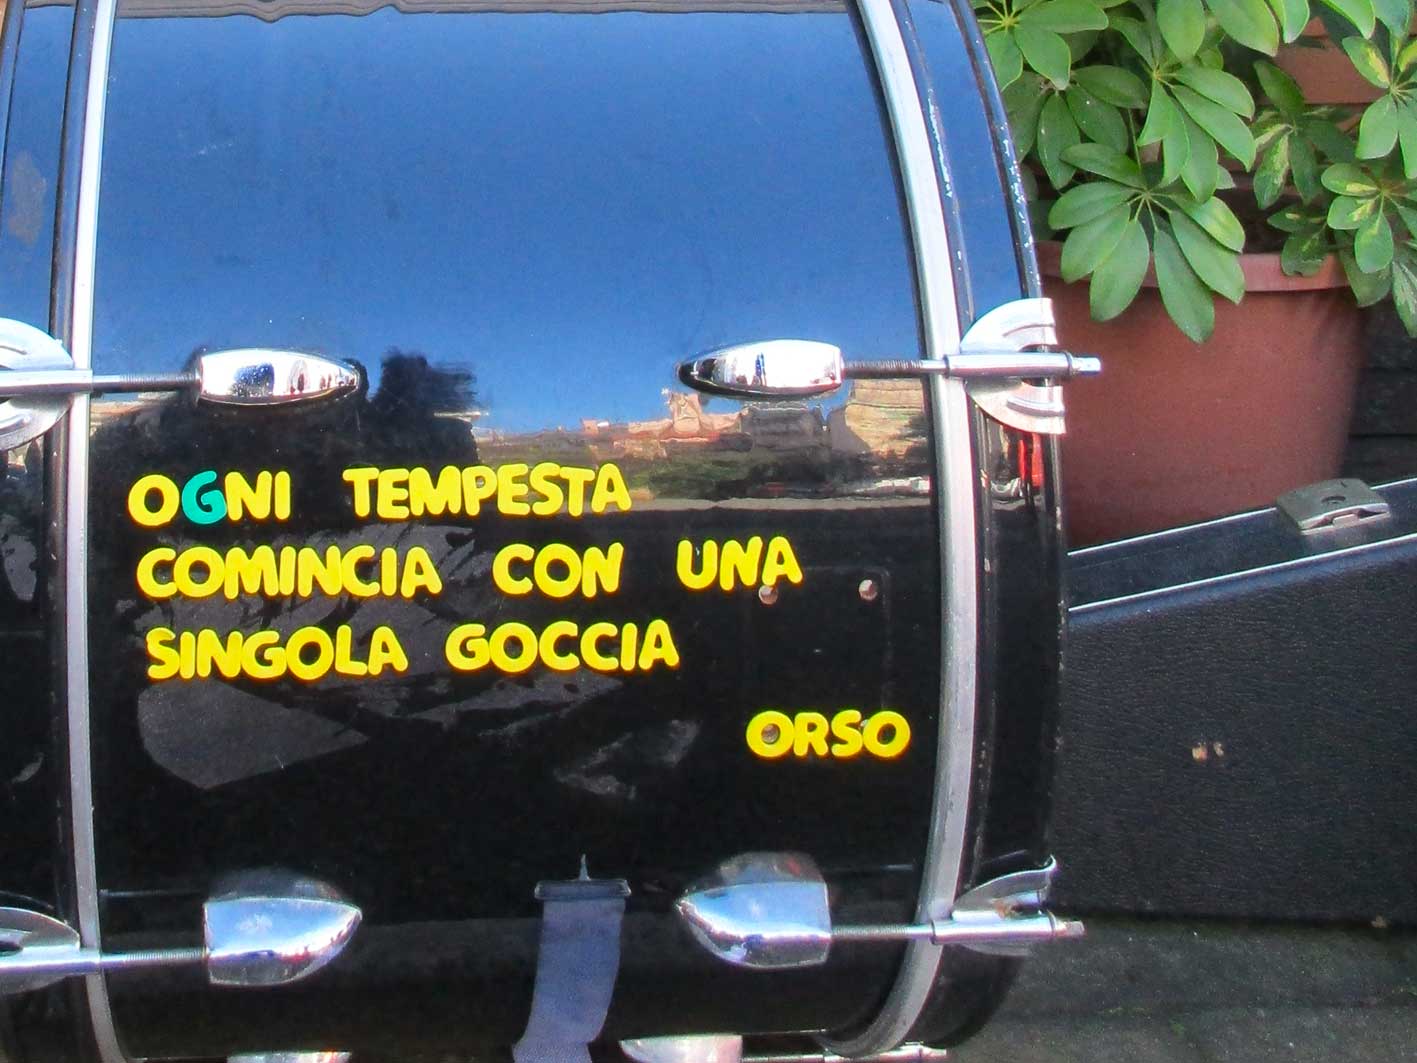 OGNI TEMPESTA
COMINCIA CON UNA
SINGOLA GOCCIA
ORSO